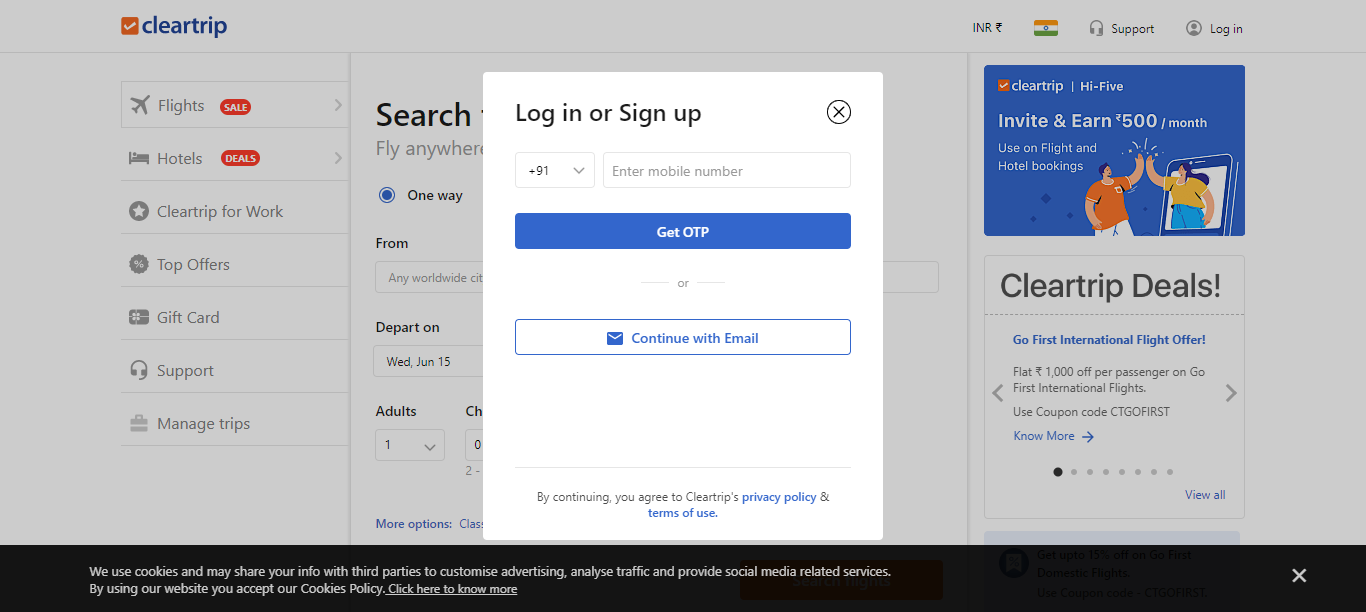 cleartrip
INR ₹
Support
Log in
Flights SALE
Hotels DEALS
Cleartrip for Work
Top Offers
Gift Card
Support
Manage trips
Search
Fly anywhere
One way
From
Any worldwide cit
Depart on
Wed, Jun 15
Adults
Ch
1
0
2 -
More options: Clas
Log in or Sign up
+91
Enter mobile number
Get OTP
or
Continue with Email
By continuing, you agree to Cleartrip's privacy policy &
terms of use.
cleartrip | Hi-Five
Invite & Earn ₹500 / month
Use on Flight and
Hotel bookings
Cleartrip Deals!
Go First International Flight Offer!
Flat ₹ 1,000 off per passenger on Go
First International Flights.
Use Coupon code CTGOFIRST
Know More
View all
Get upto 15% off on Go First
Domestic Flights.
Use Coupon code - CTGOFIRST.
Search flights
We use cookies and may share your info with third parties to customise advertising, analyse traffic and provide social media related services.
By using our website you accept our Cookies Policy. Click here to know more